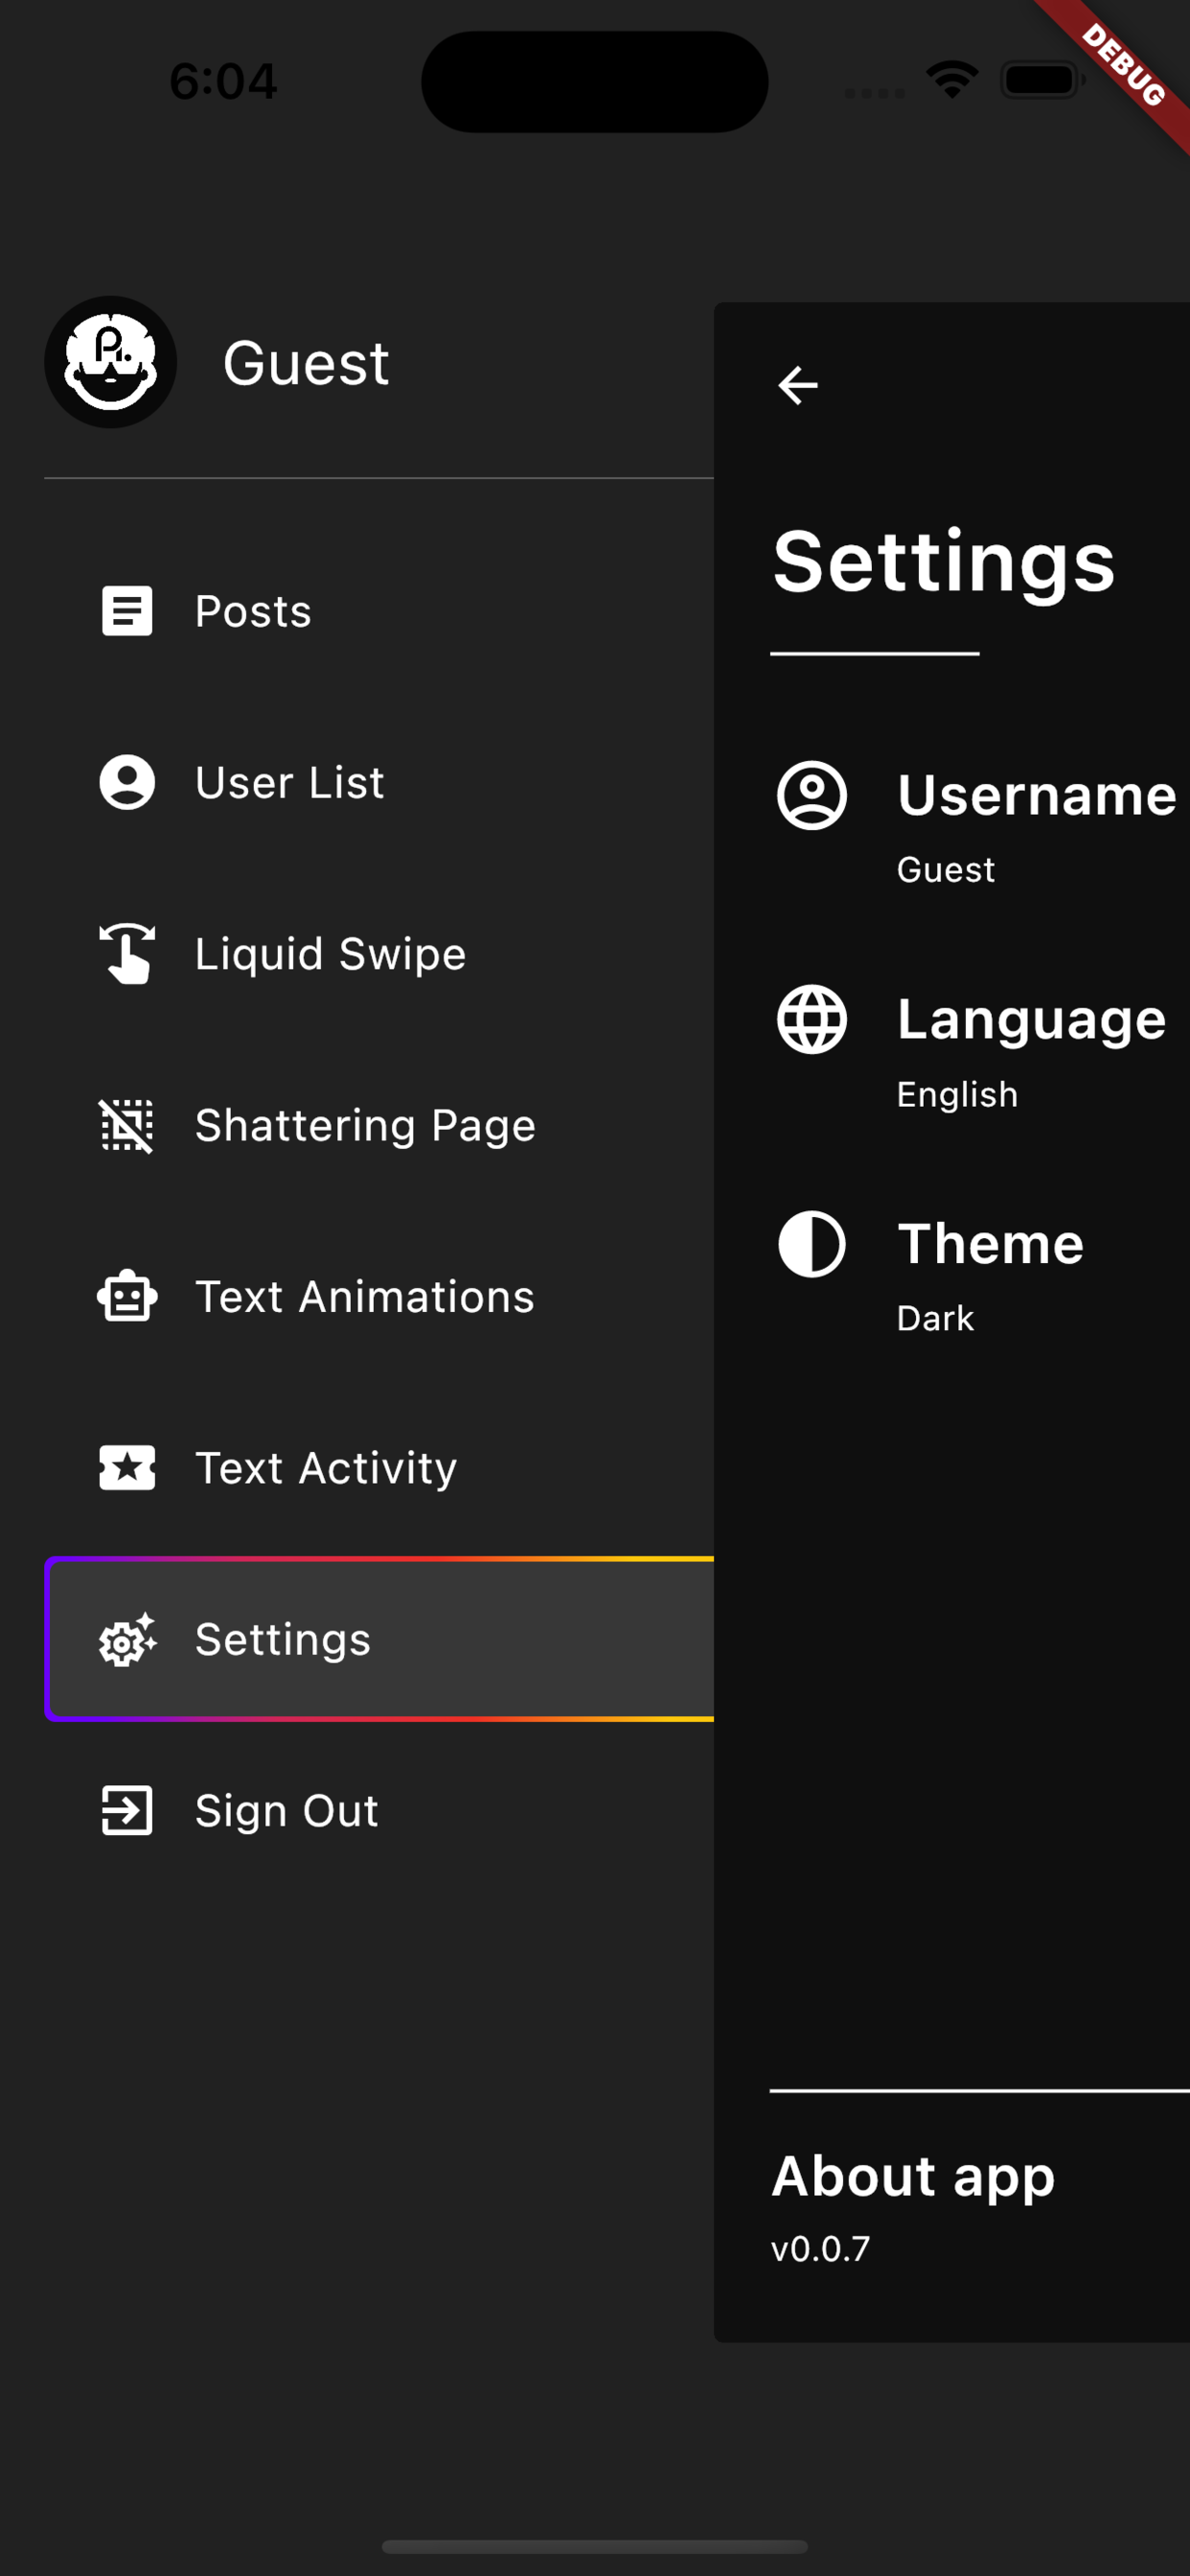 6:04
DEBUG
Pi.
Guest
Posts
User List
Liquid Swipe
Shattering Page
Text Animations
Text Activity
Settings
Sign Out
Settings
Username
Guest
Language
English
Theme
Dark
About app
v0.0.7